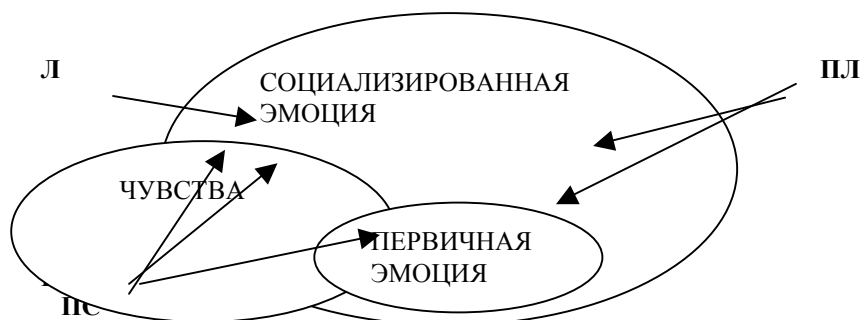 Л
ПЛ
СОЦИАЛИЗИРОВАННАЯ
ЭМОЦИЯ
ЧУВСТВА
ПЕРВИЧНАЯ
ЭМОЦИЯ
ПС